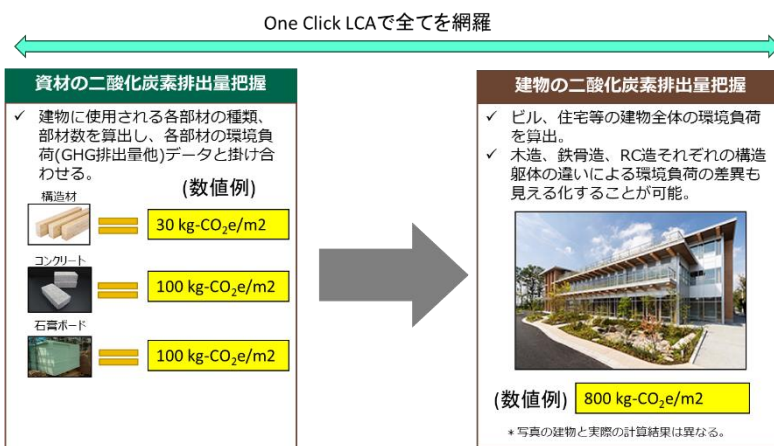 One Click LCAで全てを網羅
資材の二酸化炭素排出量把握
✓ 建物に使用される各部材の種類、
部材数を算出し、各部材の環境負
荷(GHG排出量他)データと掛け合
わせる。
(数値例)
構造材
30 kg-CO₂e/m2
コンクリート
100 kg-CO₂e/m2
石膏ボード
100 kg-CO₂e/m2
建物の二酸化炭素排出量把握
✓ ビル、住宅等の建物全体の環境負荷
を算出。
✓ 木造、鉄骨造、RC造それぞれの構造
躯体の違いによる環境負荷の差異も
見える化することが可能。
(数値例) 800 kg-CO₂e/m2
*写真の建物と実際の計算結果は異なる。